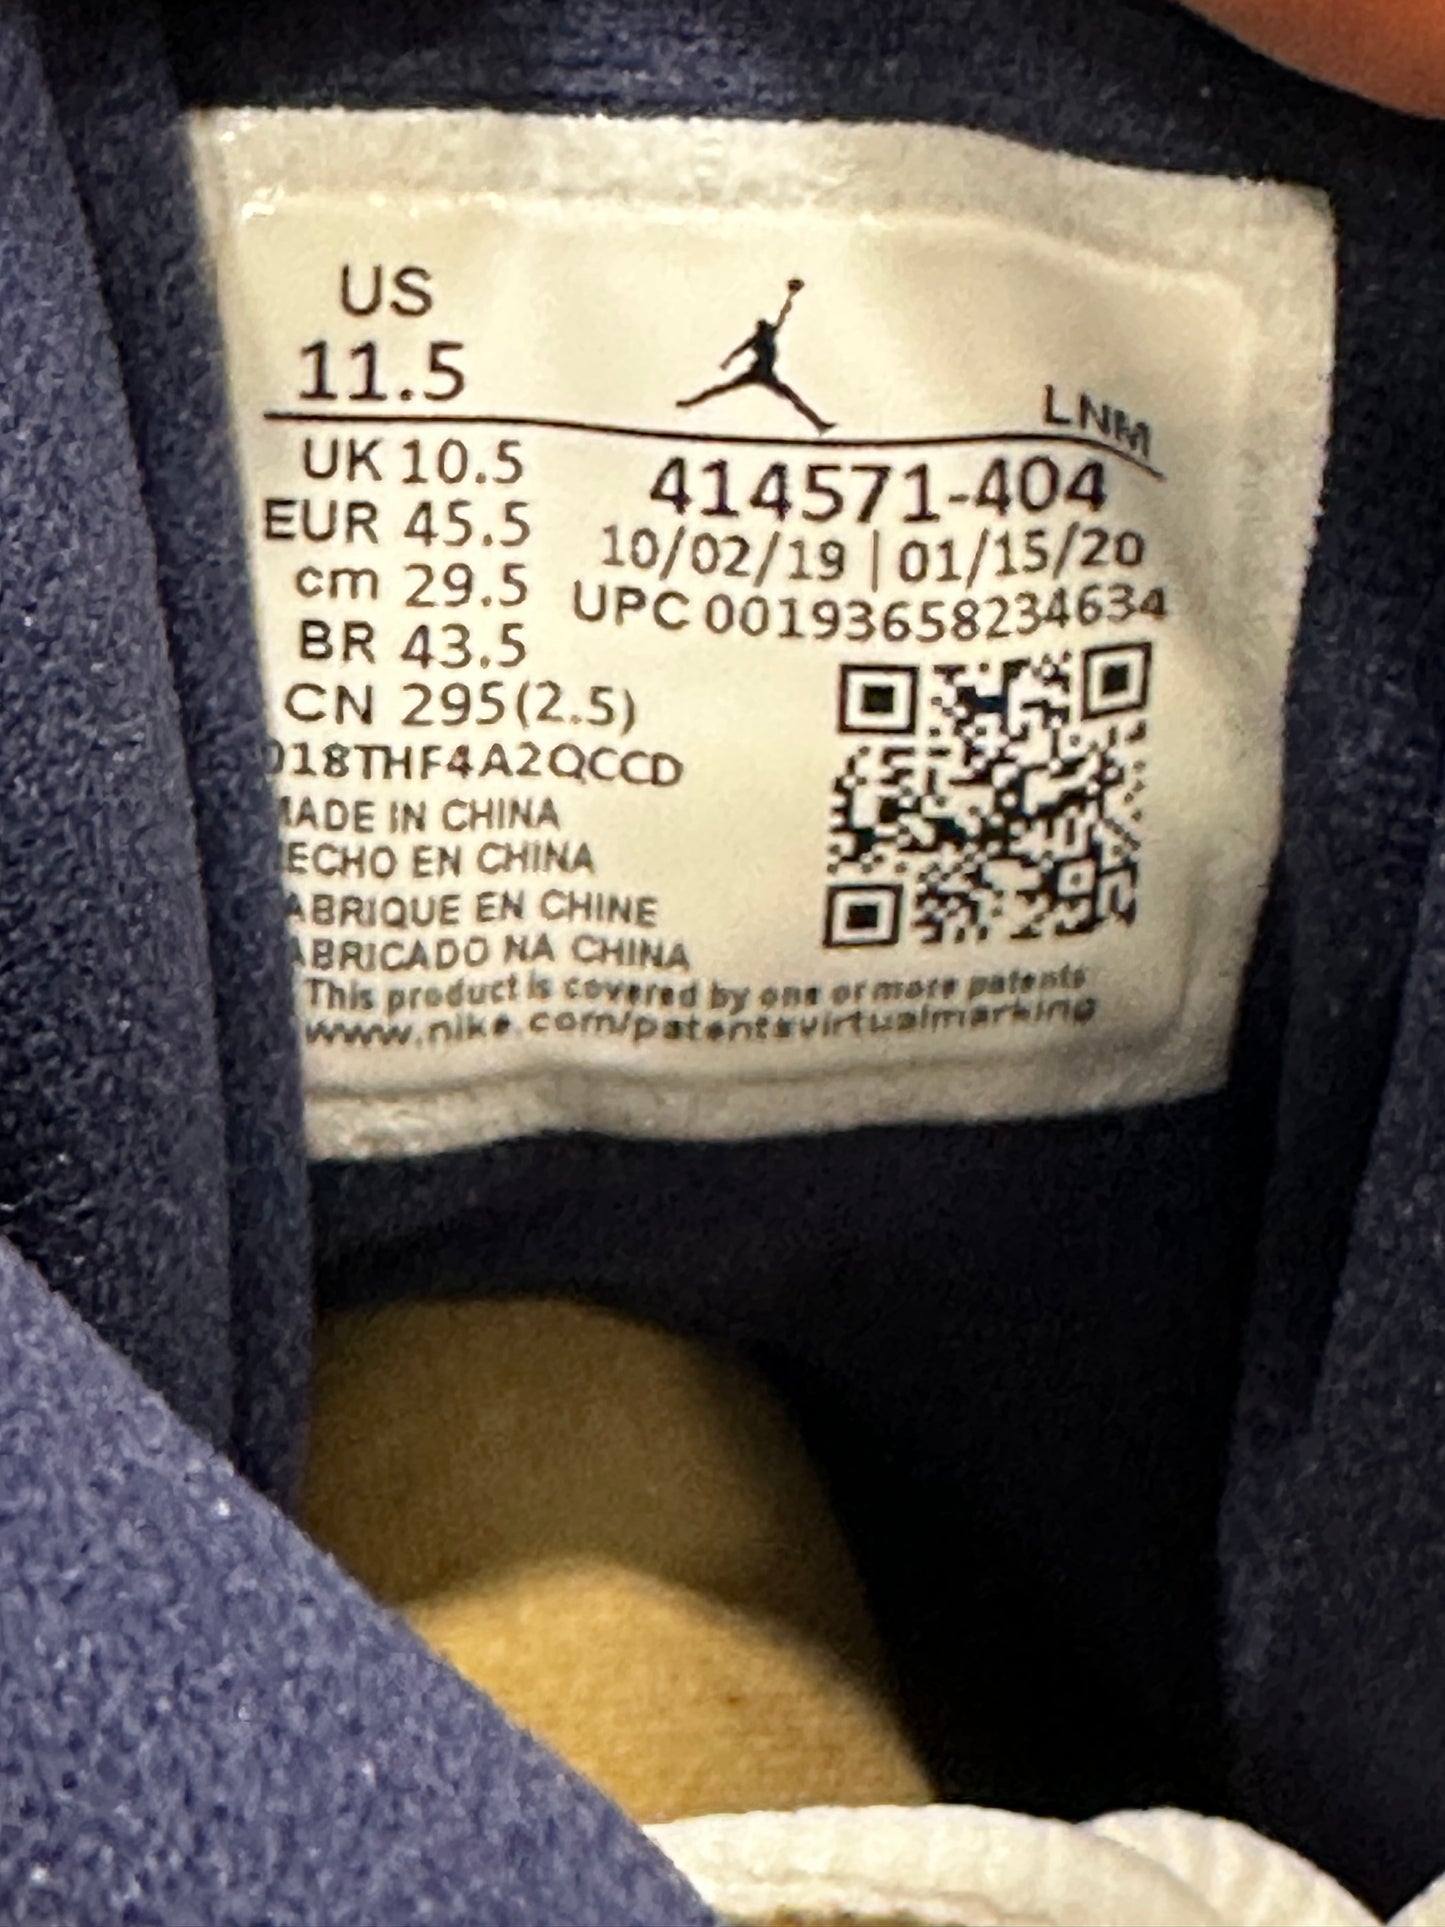 US
11.5
LNM
UK 10.5
EUR 45.5
cm 29.5
BR 43.5
CN 295(2.5)
414571-404
10/02/19 | 01/15/20
UPC 00193658234634
18THF4A2QCCD
ADE IN CHINA
ECHO EN CHINA
ABRIQUE EN CHINE
ABRICADO NA CHINA
This product is covered by one or more patents
www.nike.com/patentsvirtualmarking